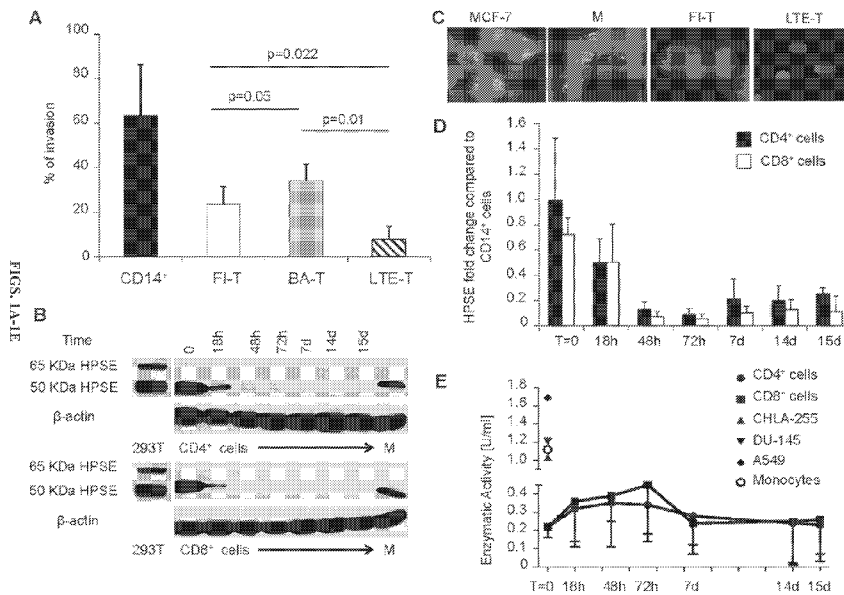 FIGS. 1A-1E
A
% of invasion
100
80
60
40
20
0
p=0.022
p=0.05
p=0.01
CD14⁺
FI-T
BA-T
LTE-T
B
Time
0
18h
48h
72h
7d
14d
15d
65 KDa HPSE
50 KDa HPSE
β-actin
293T
CD4⁺ cells
M
65 KDa HPSE
50 KDa HPSE
β-actin
293T
CD8⁺ cells
M
C
MCF-7
M
FI-T
LTE-T
D
HPSE fold change compared to
CD14⁺ cells
1.6
1.4
1.2
1.0
0.8
0.6
0.4
0.2
0
CD4⁺ cells
CD8⁺ cells
T=0
18h
48h
72h
7d
14d
15d
E
Enzymatic Activity [U/ml]
1.8
1.6
1.4
1.2
1.0
0.4
0.3
0.2
0.1
0
CD4⁺ cells
CD8⁺ cells
CHLA-255
DU-145
A549
Monocytes
T=0
18h
48h
72h
7d
14d
15d